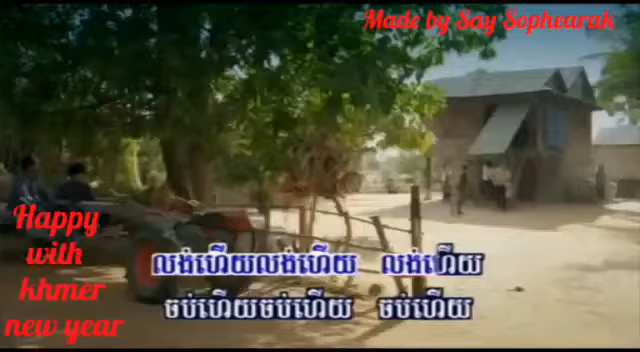 Made by Say Sophearak
Happy
with
khmer
new year
លង់ហើយលង់ហើយ លង់ហើយ
ចប់ហើយចប់ហើយ ចប់ហើយ